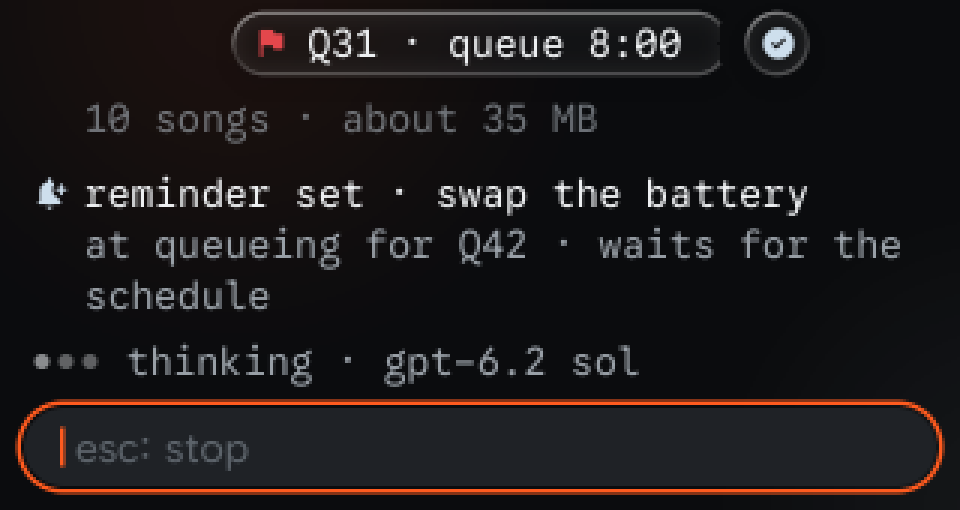 Q31 · queue 8:00
10 songs · about 35 MB
reminder set · swap the battery
at queueing for Q42 · waits for the
schedule
thinking · gpt-6.2 sol
esc: stop